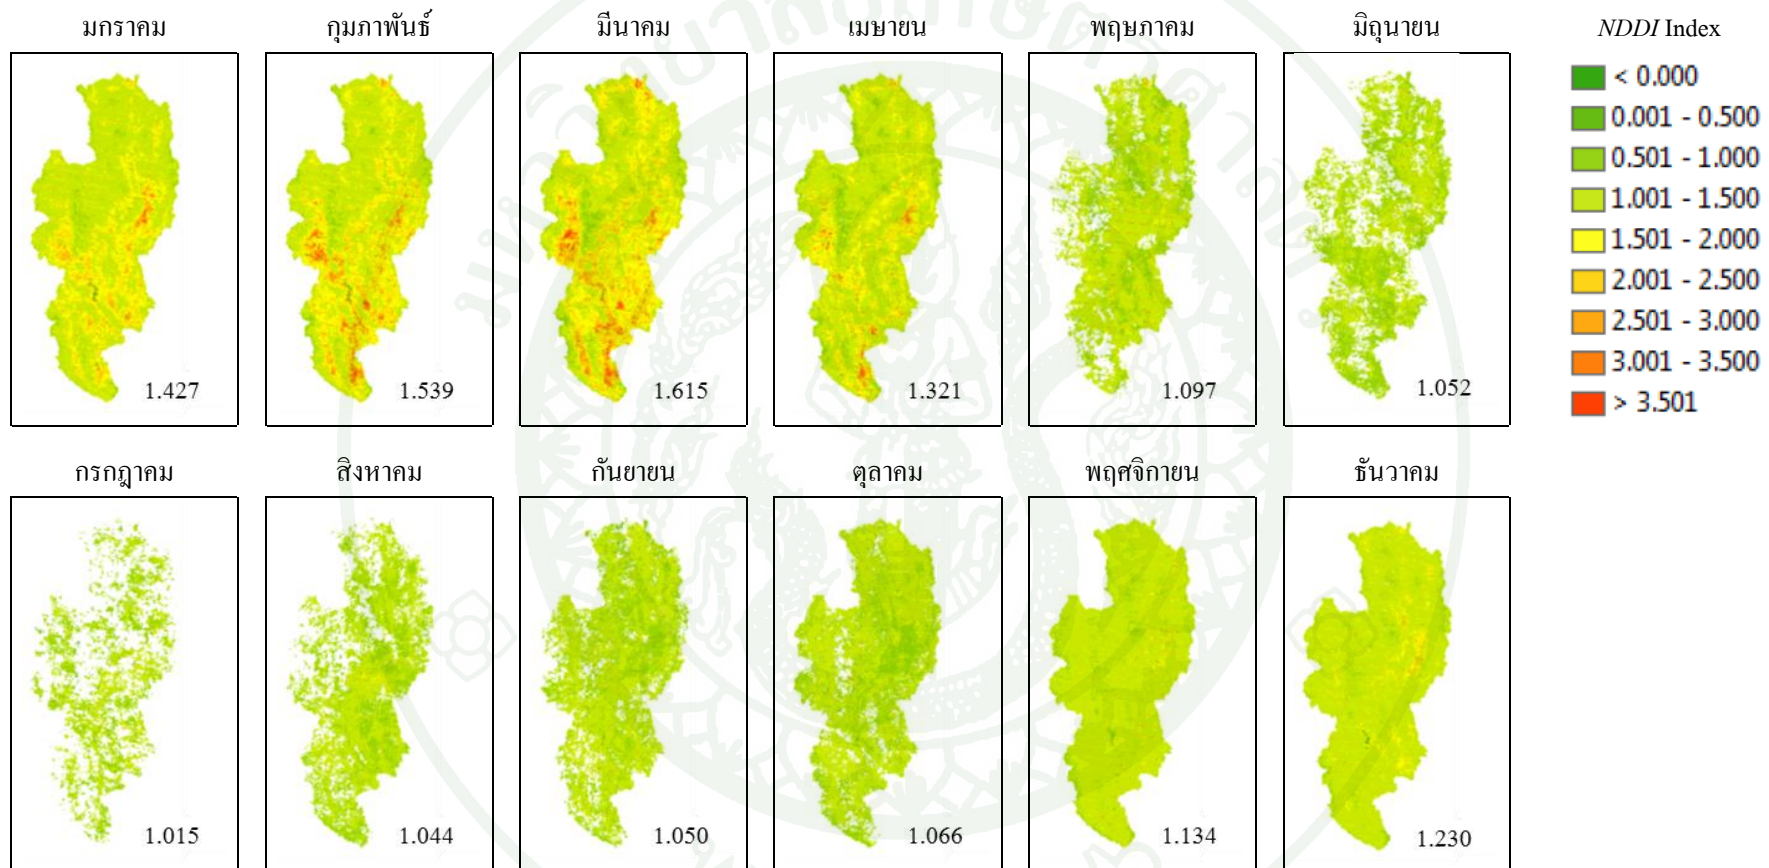 มกราคม กุมภาพันธ์ มีนาคม เมษายน พฤษภาคม มิถุนายน NDDI Index
< 0.000
0.001 - 0.500
0.501 - 1.000
1.001 - 1.500
1.501 - 2.000
2.001 - 2.500
2.501 - 3.000
3.001 - 3.500
> 3.501
1.427 1.539 1.615 1.321 1.097 1.052
กรกฎาคม สิงหาคม กันยายน ตุลาคม พฤศจิกายน ธันวาคม
1.015 1.044 1.050 1.066 1.134 1.230